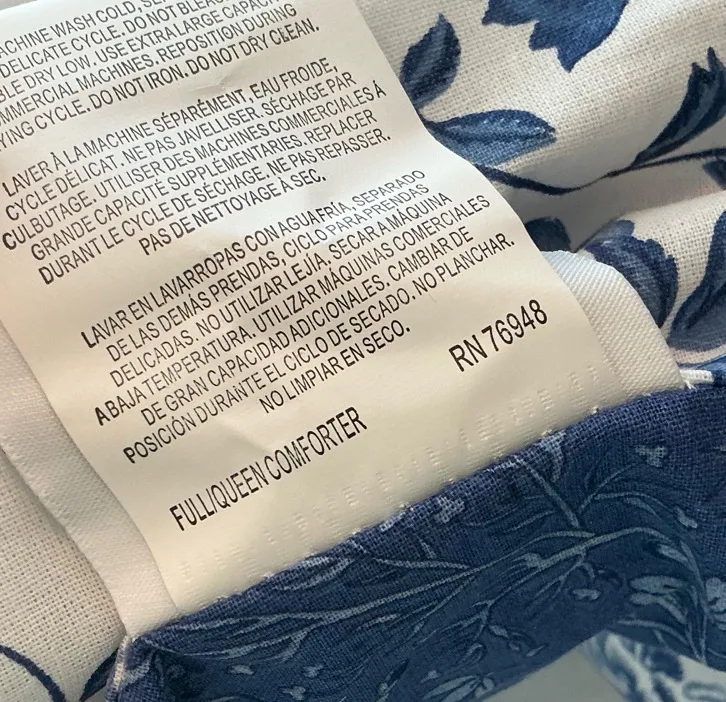 MACHINE WASH COLD, SE
DELICATE CYCLE. DO NOT BLEAC
BLE DRY LOW. USE EXTRA LARGE CAPACI
MMERCIAL MACHINES. REPOSITION DURING
YING CYCLE. DO NOT IRON. DO NOT DRY CLEAN.
LAVER À LA MACHINE SÉPARÉMENT, EAU FROIDE,
CYCLE DÉLICAT. NE PAS JAVELLISER. SÉCHAGE PAR
CULBUTAGE. UTILISER DES MACHINES COMMERCIALES À
GRANDE CAPACITÉ SUPPLÉMENTAIRES. REPLACER
DURANT LE CYCLE DE SÉCHAGE. NE PAS REPASSER.
PAS DE NETTOYAGE À SEC.
LAVAR EN LAVARROPAS CON AGUA FRÍA, SEPARADO
DE LAS DEMÁS PRENDAS, CICLO PARA PRENDAS
DELICADAS. NO UTILIZAR LEJÍA, SECAR A MÁQUINA
A BAJA TEMPERATURA. UTILIZAR MÁQUINAS COMERCIALES
DE GRAN CAPACIDAD ADICIONALES. CAMBIAR DE
POSICIÓN DURANTE EL CICLO DE SECADO. NO PLANCHAR.
NO LIMPIAR EN SECO.
RN 76948
FULL/QUEEN COMFORTER